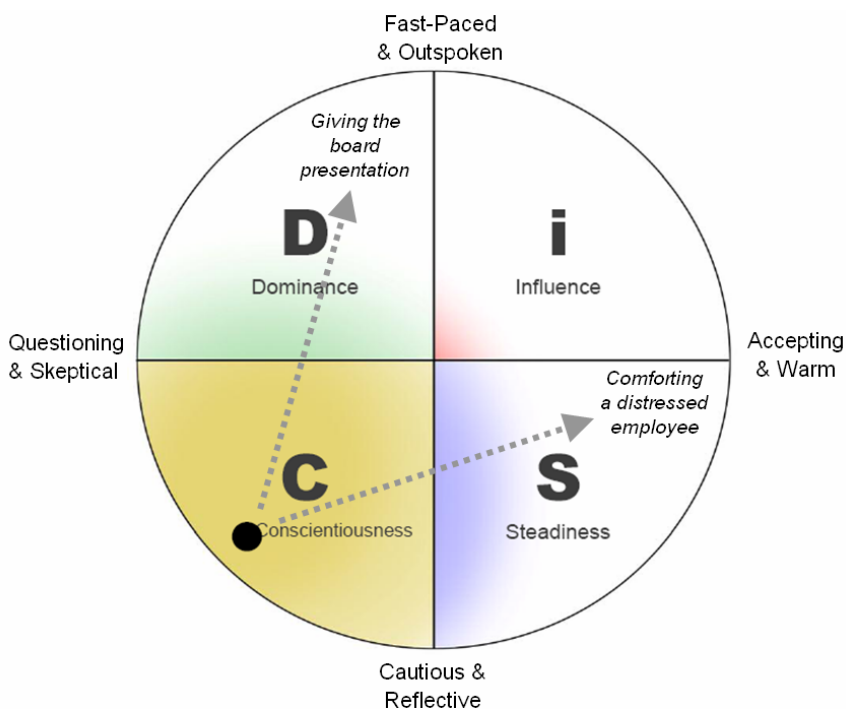 Fast-Paced
& Outspoken
Giving the
board
presentation
D
Dominance
i
Influence
Questioning
& Skeptical
Accepting
& Warm
Comforting
a distressed
employee
C
Conscientiousness
S
Steadiness
Cautious &
Reflective